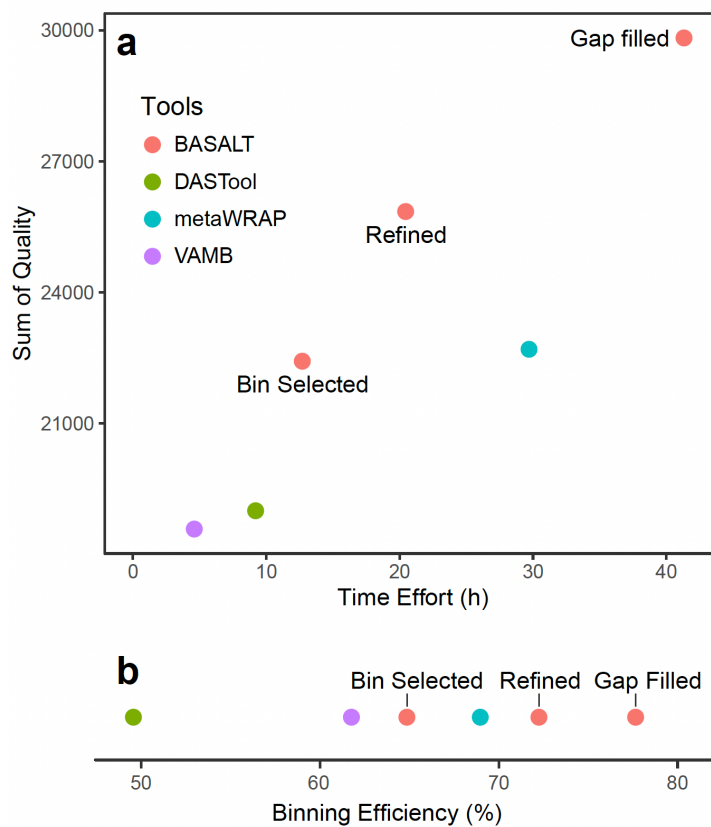 a
30000
Gap filled
Tools
BASALT
DASTool
metaWRAP
VAMB
27000
Refined
24000
Bin Selected
21000
Sum of Quality
0 10 20 30 40
Time Effort (h)
b
Bin Selected Refined Gap Filled
50 60 70 80
Binning Efficiency (%)